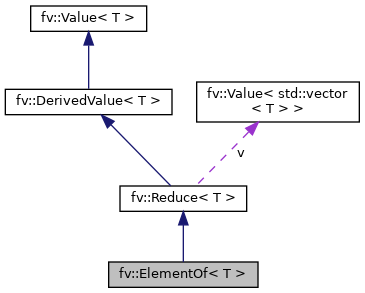 fv::Value< T >
fv::DerivedValue< T >
fv::Value< std::vector
< T > >
v
fv::Reduce< T >
fv::ElementOf< T >